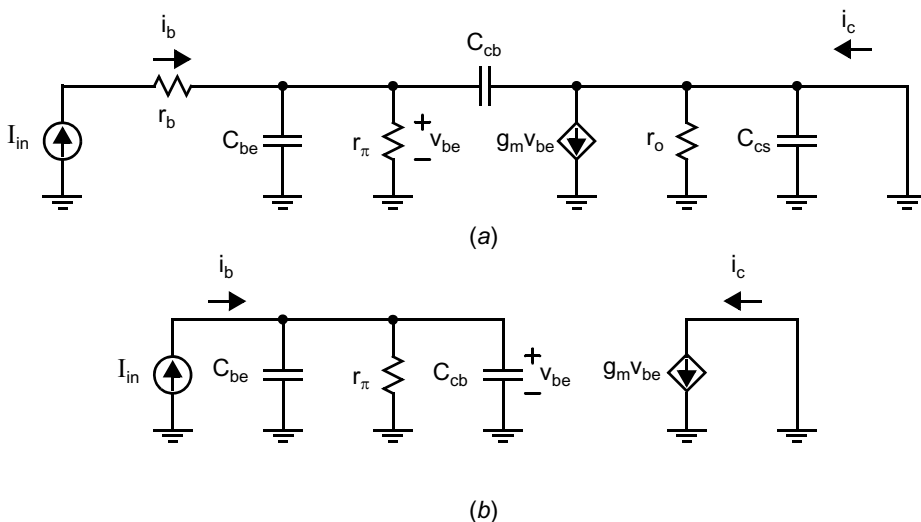 i_b
C_cb
i_c
r_b
I_in
C_be
r_π
+
v_be
−
g_m v_be
r_o
C_cs
(a)
i_b
i_c
I_in
C_be
r_π
C_cb
+
v_be
−
g_m v_be
(b)